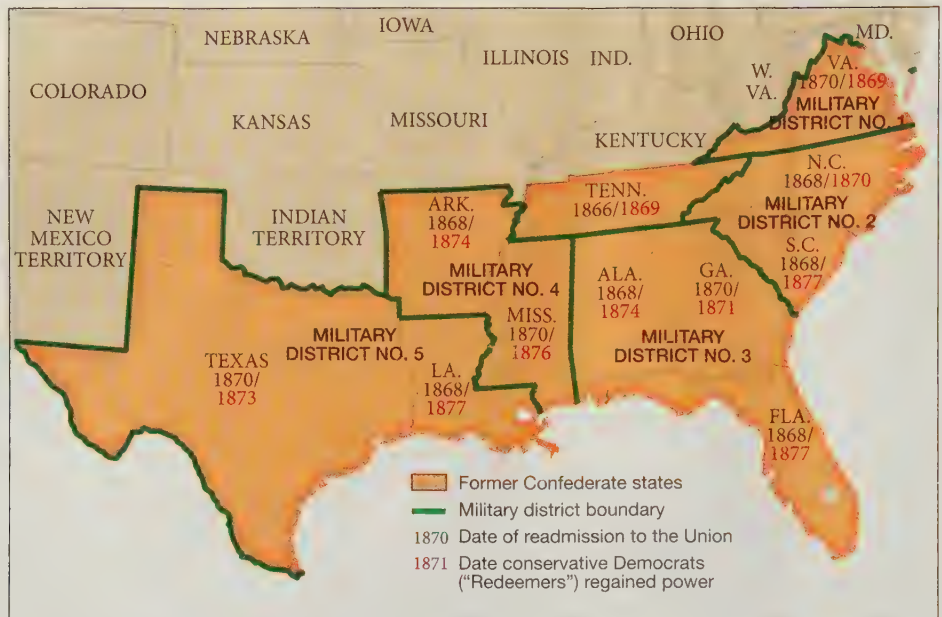 NEBRASKA
IOWA
ILLINOIS
IND.
OHIO
MD.
COLORADO
KANSAS
MISSOURI
KENTUCKY
W.
VA.
VA.
1870/1869
MILITARY
DISTRICT NO. 1
NEW
MEXICO
TERRITORY
INDIAN
TERRITORY
ARK.
1868/
1874
TENN.
1866/1869
N.C.
1868/1870
MILITARY
DISTRICT NO. 2
S.C.
1868/
1877
MILITARY
DISTRICT NO. 4
MISS.
1870/
1876
ALA.
1868/
1874
GA.
1870/
1871
MILITARY
DISTRICT NO. 3
TEXAS
1870/
1873
MILITARY
DISTRICT NO. 5
LA.
1868/
1877
FLA.
1868/
1877
Former Confederate states
Military district boundary
1870 Date of readmission to the Union
1871 Date conservative Democrats
("Redeemers") regained power